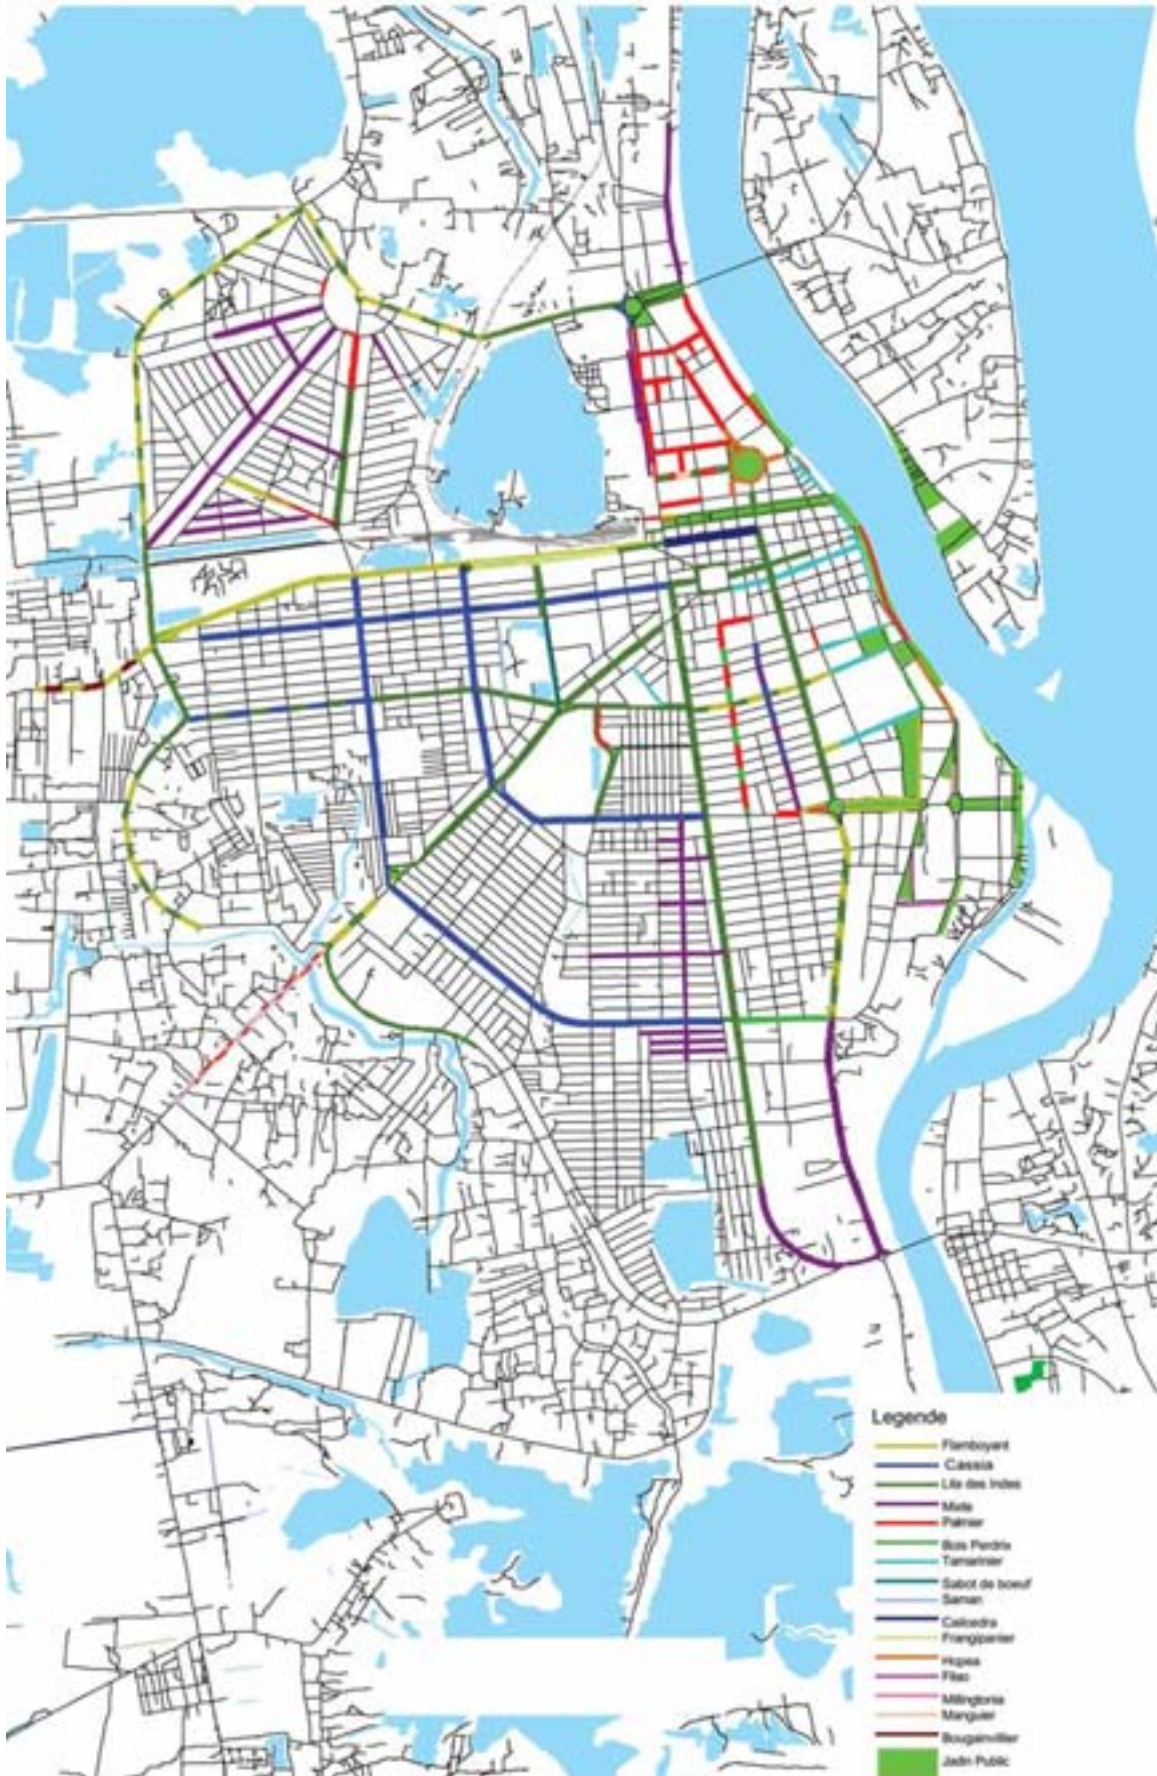 Legende
Flamboyant
Cassia
Lila des Indes
Mixte
Palmier
Bois Perdrix
Tamarinier
Sabot de boeuf
Saman
Cailcedra
Frangipanier
Hopea
Filao
Millingtonia
Manguier
Bougainvillier
Jadin Public